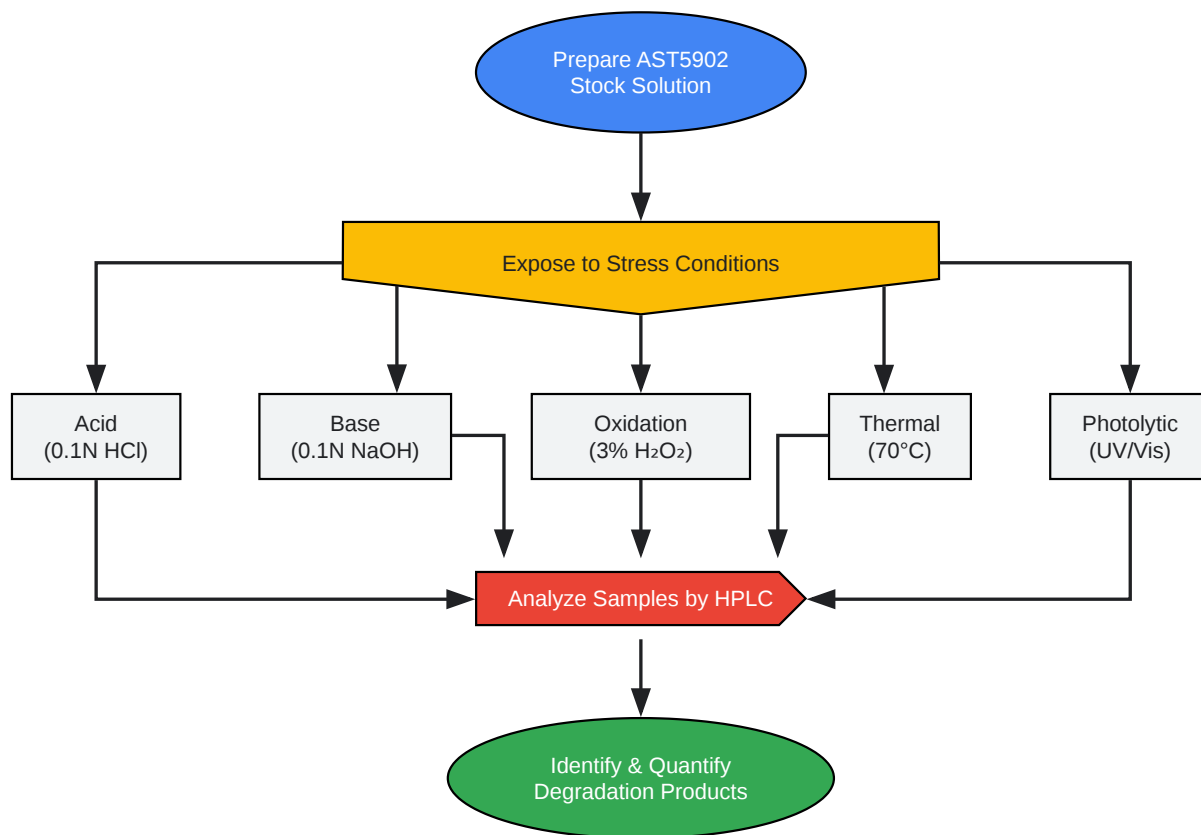 Prepare AST5902
Stock Solution
Expose to Stress Conditions
Acid
(0.1N HCl)
Base
(0.1N NaOH)
Oxidation
(3% H₂O₂)
Thermal
(70°C)
Photolytic
(UV/Vis)
Analyze Samples by HPLC
Identify & Quantify
Degradation Products